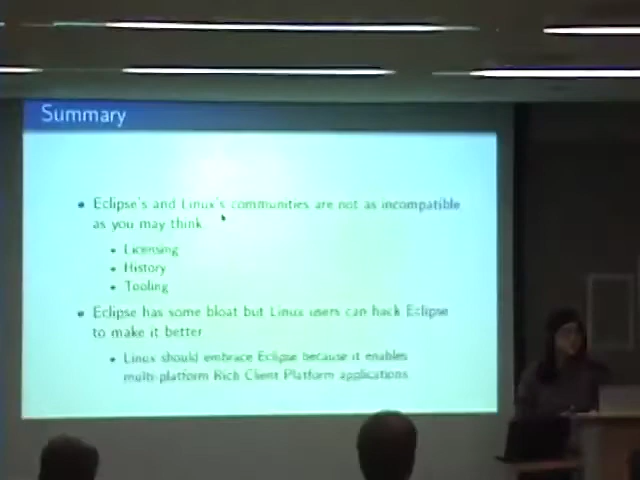 Summary
Eclipse's and Linux's communities are not as incompatible
as you may think
Licensing
History
Tooling
Eclipse has some bloat but Linux users can hack Eclipse
to make it better
Linux should embrace Eclipse because it enables
multi-platform Rich Client Platform applications